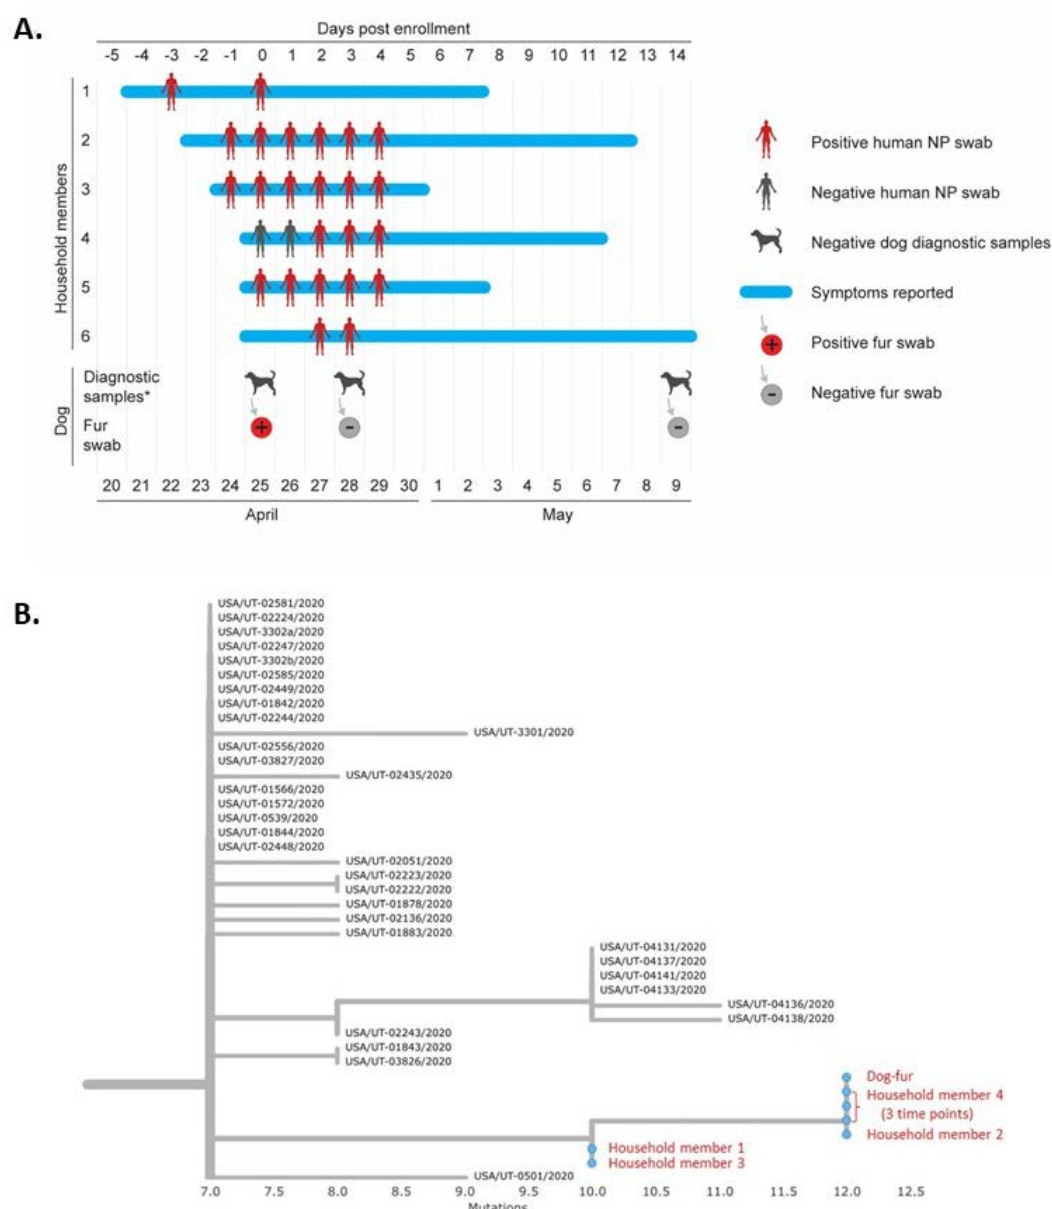 A.
Days post enrollment
-5 -4 -3 -2 -1 0 1 2 3 4 5 6 7 8 9 10 11 12 13 14
Household members
1
2
3
4
5
6
Positive human NP swab
Negative human NP swab
Negative dog diagnostic samples
Symptoms reported
+ Positive fur swab
- Negative fur swab
Dog
Diagnostic
samples*
Fur
swab
+ - -
20 21 22 23 24 25 26 27 28 29 30 1 2 3 4 5 6 7 8 9
April May
B.
USA/UT-02581/2020
USA/UT-02224/2020
USA/UT-3302a/2020
USA/UT-02247/2020
USA/UT-3302b/2020
USA/UT-02585/2020
USA/UT-02449/2020
USA/UT-01842/2020
USA/UT-02244/2020
USA/UT-3301/2020
USA/UT-02556/2020
USA/UT-03827/2020
USA/UT-02435/2020
USA/UT-01566/2020
USA/UT-01572/2020
USA/UT-0539/2020
USA/UT-01844/2020
USA/UT-02448/2020
USA/UT-02051/2020
USA/UT-02223/2020
USA/UT-02222/2020
USA/UT-01878/2020
USA/UT-02136/2020
USA/UT-01883/2020
USA/UT-04131/2020
USA/UT-04137/2020
USA/UT-04141/2020
USA/UT-04133/2020
USA/UT-04136/2020
USA/UT-04138/2020
USA/UT-02243/2020
USA/UT-01843/2020
USA/UT-03826/2020
Dog-fur
Household member 4
(3 time points)
Household member 2
Household member 1
Household member 3
USA/UT-0501/2020
7.0 7.5 8.0 8.5 9.0 9.5 10.0 10.5 11.0 11.5 12.0 12.5
Mutations